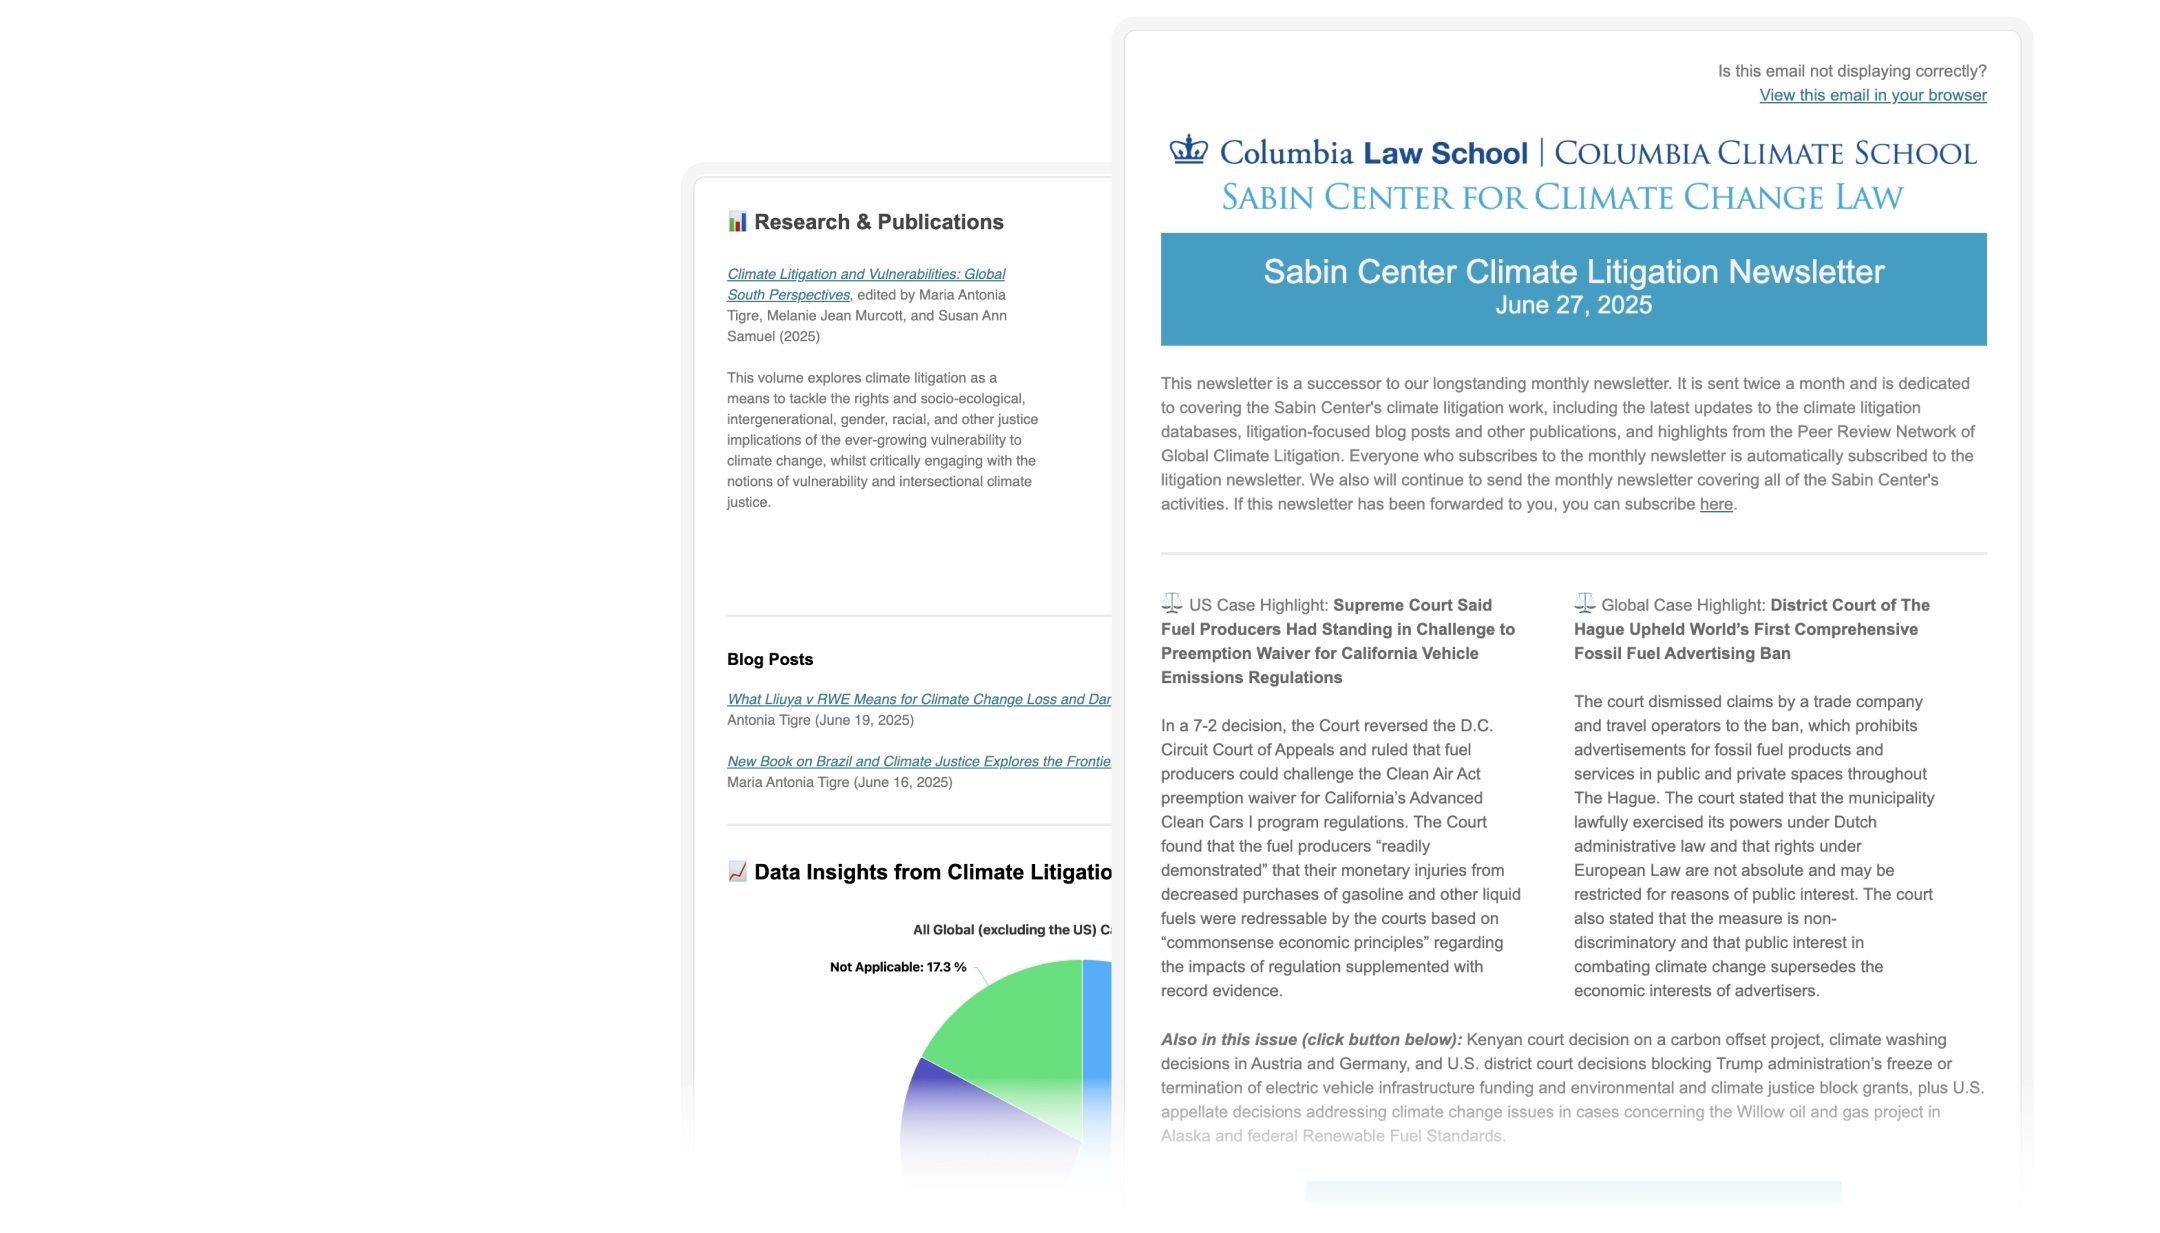 Research & Publications
Climate Litigation and Vulnerabilities: Global
South Perspectives, edited by Maria Antonia
Tigre, Melanie Jean Murcott, and Susan Ann
Samuel (2025)
This volume explores climate litigation as a
means to tackle the rights and socio-ecological,
intergenerational, gender, racial, and other justice
implications of the ever-growing vulnerability to
climate change, whilst critically engaging with the
notions of vulnerability and intersectional climate
justice.
Blog Posts
What Lliuya v RWE Means for Climate Change Loss and
Antonia Tigre (June 19, 2025)
New Book on Brazil and Climate Justice Explores the
Maria Antonia Tigre (June 16, 2025)
Data Insights from Climate
All Global (excluding the US)
Not Applicable: 17.3 %
Is this email not displaying correctly?
View this email in your browser
Columbia Law School | COLUMBIA CLIMATE SCHOOL
SABIN CENTER FOR CLIMATE CHANGE LAW
Sabin Center Climate Litigation Newsletter
June 27, 2025
This newsletter is a successor to our longstanding monthly newsletter. It is sent twice a month and is dedicated
to covering the Sabin Center's climate litigation work, including the latest updates to the climate litigation
databases, litigation-focused blog posts and other publications, and highlights from the Peer Review Network of
Global Climate Litigation. Everyone who subscribes to the monthly newsletter is automatically subscribed to the
litigation newsletter. We also will continue to send the monthly newsletter covering all of the Sabin Center's
activities. If this newsletter has been forwarded to you, you can subscribe here.
US Case Highlight: Supreme Court Said
Fuel Producers Had Standing in Challenge to
Preemption Waiver for California Vehicle
Emissions Regulations
In a 7-2 decision, the Court reversed the D.C.
Circuit Court of Appeals and ruled that fuel
producers could challenge the Clean Air Act
preemption waiver for California’s Advanced
Clean Cars I program regulations. The Court
found that the fuel producers “readily
demonstrated” that their monetary injuries from
decreased purchases of gasoline and other liquid
fuels were redressable by the courts based on
“commonsense economic principles” regarding
the impacts of regulation supplemented with
record evidence.
Global Case Highlight: District Court of The
Hague Upheld World’s First Comprehensive
Fossil Fuel Advertising Ban
The court dismissed claims by a trade company
and travel operators to the ban, which prohibits
advertisements for fossil fuel products and
services in public and private spaces throughout
The Hague. The court stated that the municipality
lawfully exercised its powers under Dutch
administrative law and that rights under
European Law are not absolute and may be
restricted for reasons of public interest. The court
also stated that the measure is non-
discriminatory and that public interest in
combating climate change supersedes the
economic interests of advertisers.
Also in this issue (click button below): Kenyan court decision on a carbon offset project, climate washing
decisions in Austria and Germany, and U.S. district court decisions blocking Trump administration’s freeze or
termination of electric vehicle infrastructure funding and environmental and climate justice block grants, plus U.S.
appellate decisions addressing climate change issues in cases concerning the Willow oil and gas project in
Alaska and federal Renewable Fuel Standards.